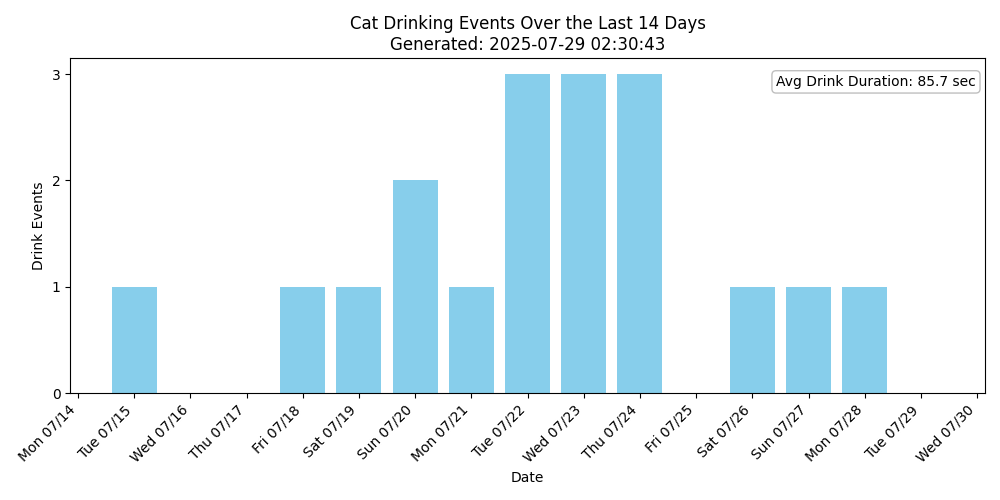 Cat Drinking Events Over the Last 14 Days
Generated: 2025-07-29 02:30:43
Avg Drink Duration: 85.7 sec
Drink Events
3
2
1
0
Mon 07/14
Tue 07/15
Wed 07/16
Thu 07/17
Fri 07/18
Sat 07/19
Sun 07/20
Mon 07/21
Tue 07/22
Wed 07/23
Thu 07/24
Fri 07/25
Sat 07/26
Sun 07/27
Mon 07/28
Tue 07/29
Wed 07/30
Date